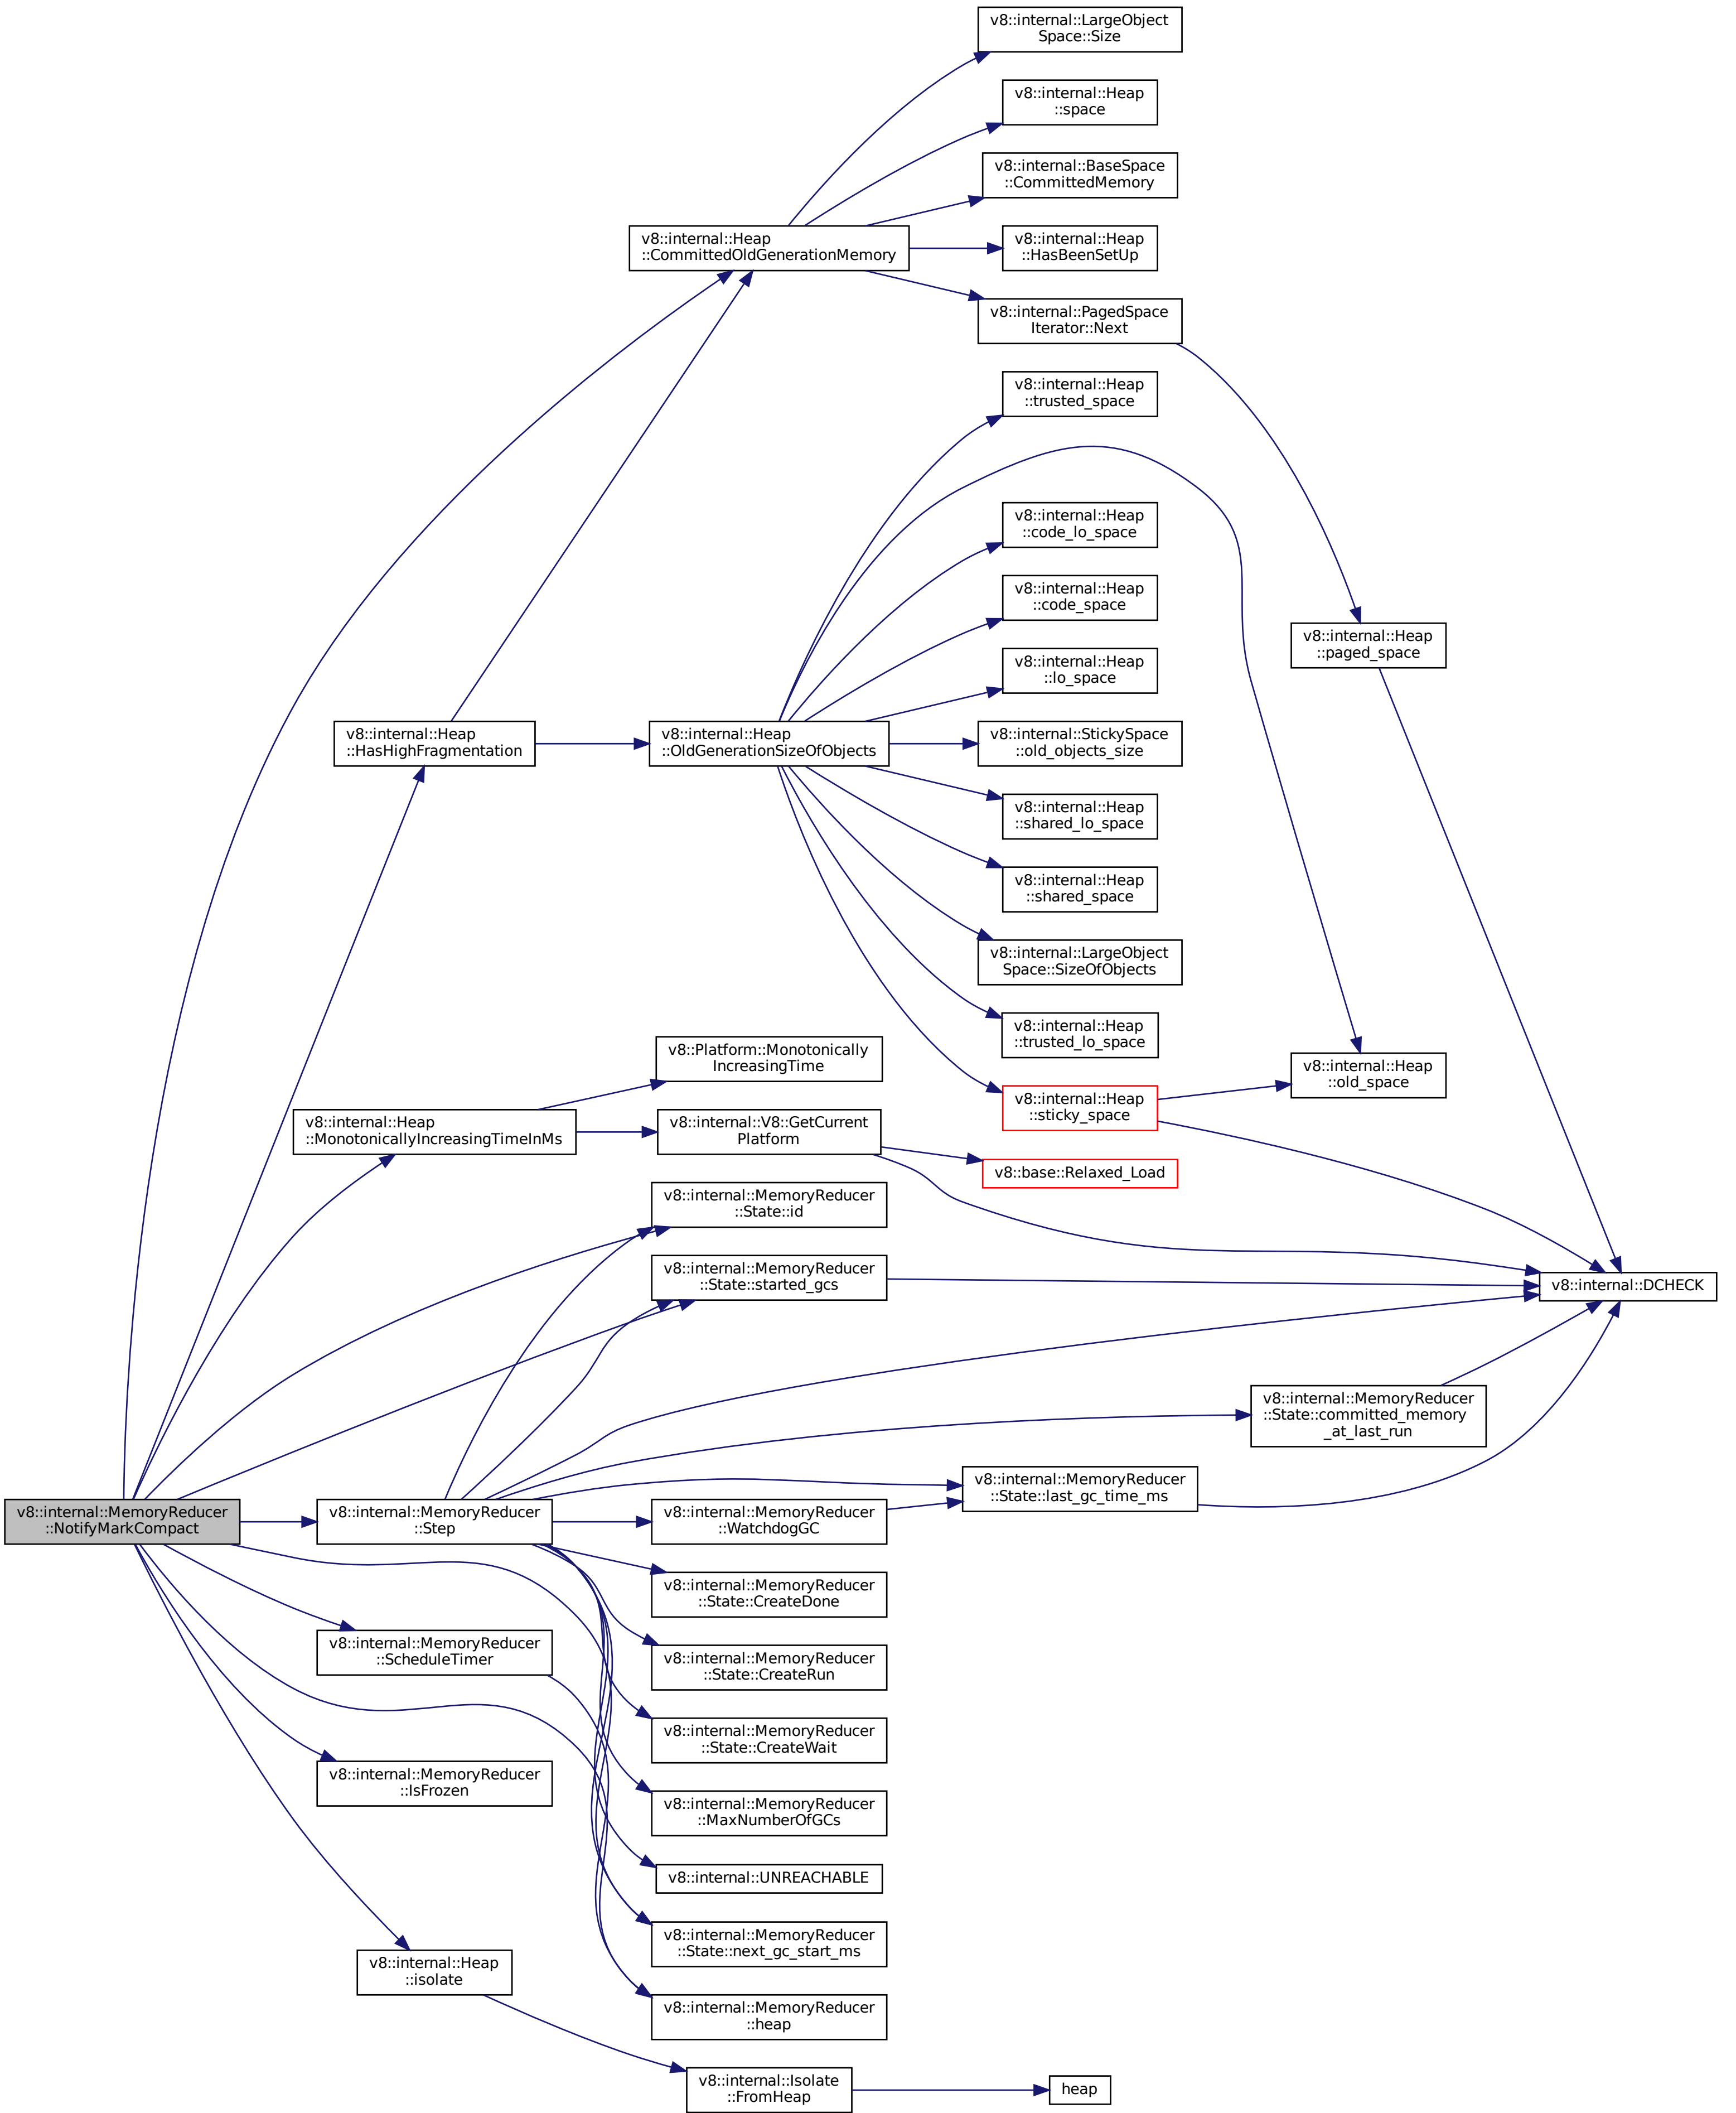 v8::internal::LargeObject
Space::Size
v8::internal::Heap
::space
v8::internal::BaseSpace
::CommittedMemory
v8::internal::Heap
::CommittedOldGenerationMemory
v8::internal::Heap
::HasBeenSetUp
v8::internal::PagedSpace
Iterator::Next
v8::internal::Heap
::trusted_space
v8::internal::Heap
::code_lo_space
v8::internal::Heap
::code_space
v8::internal::Heap
::paged_space
v8::internal::Heap
::lo_space
v8::internal::Heap
::HasHighFragmentation
v8::internal::Heap
::OldGenerationSizeOfObjects
v8::internal::StickySpace
::old_objects_size
v8::internal::Heap
::shared_lo_space
v8::internal::Heap
::shared_space
v8::internal::LargeObject
Space::SizeOfObjects
v8::internal::Heap
::trusted_lo_space
v8::Platform::Monotonically
IncreasingTime
v8::internal::Heap
::old_space
v8::internal::Heap
::sticky_space
v8::internal::Heap
::MonotonicallyIncreasingTimeInMs
v8::internal::V8::GetCurrent
Platform
v8::base::Relaxed_Load
v8::internal::MemoryReducer
::State::id
v8::internal::MemoryReducer
::State::started_gcs
v8::internal::DCHECK
v8::internal::MemoryReducer
::State::committed_memory
_at_last_run
v8::internal::MemoryReducer
::State::last_gc_time_ms
v8::internal::MemoryReducer
::NotifyMarkCompact
v8::internal::MemoryReducer
::Step
v8::internal::MemoryReducer
::WatchdogGC
v8::internal::MemoryReducer
::State::CreateDone
v8::internal::MemoryReducer
::ScheduleTimer
v8::internal::MemoryReducer
::State::CreateRun
v8::internal::MemoryReducer
::State::CreateWait
v8::internal::MemoryReducer
::IsFrozen
v8::internal::MemoryReducer
::MaxNumberOfGCs
v8::internal::UNREACHABLE
v8::internal::MemoryReducer
::State::next_gc_start_ms
v8::internal::Heap
::isolate
v8::internal::MemoryReducer
::heap
v8::internal::Isolate
::FromHeap
heap